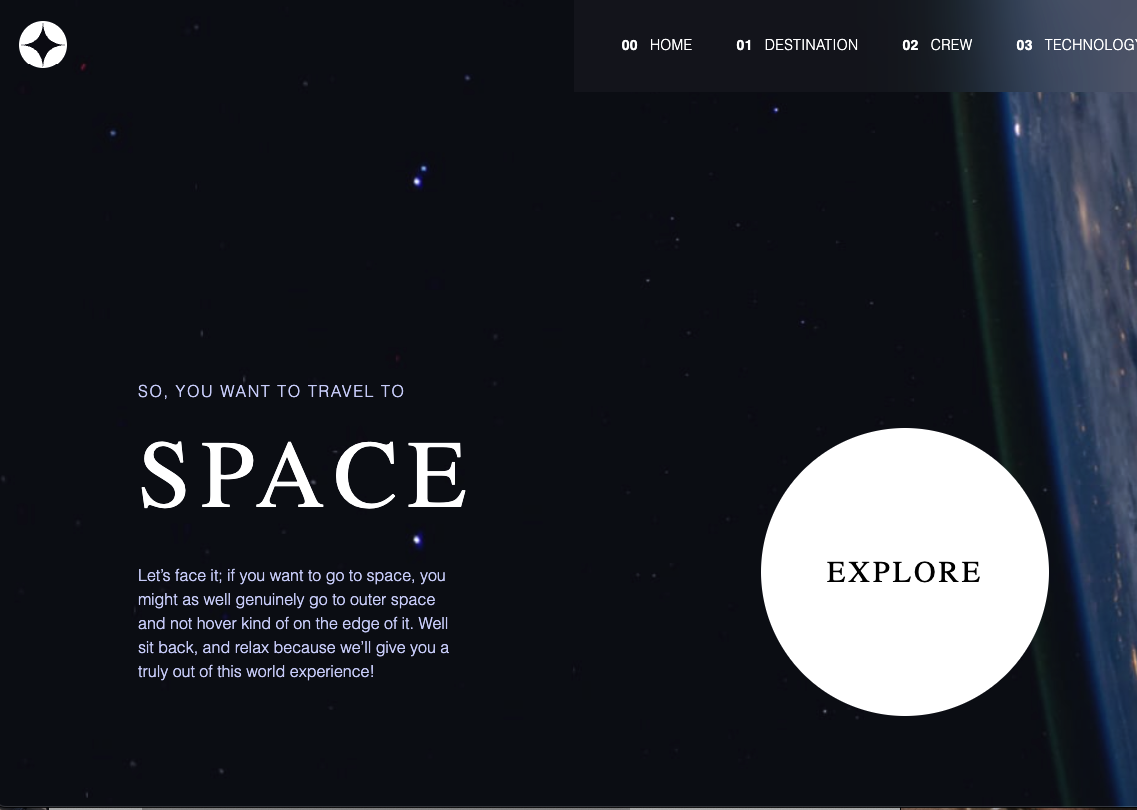 00 HOME 01 DESTINATION 02 CREW 03 TECHNOLOGY
SO, YOU WANT TO TRAVEL TO
SPACE
Let’s face it; if you want to go to space, you
might as well genuinely go to outer space
and not hover kind of on the edge of it. Well
sit back, and relax because we’ll give you a
truly out of this world experience!
EXPLORE